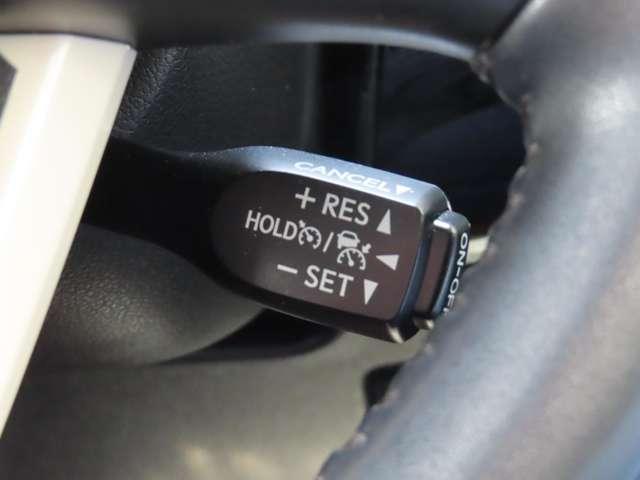 CANCEL
+ RES
HOLD /
- SET
ON-OFF